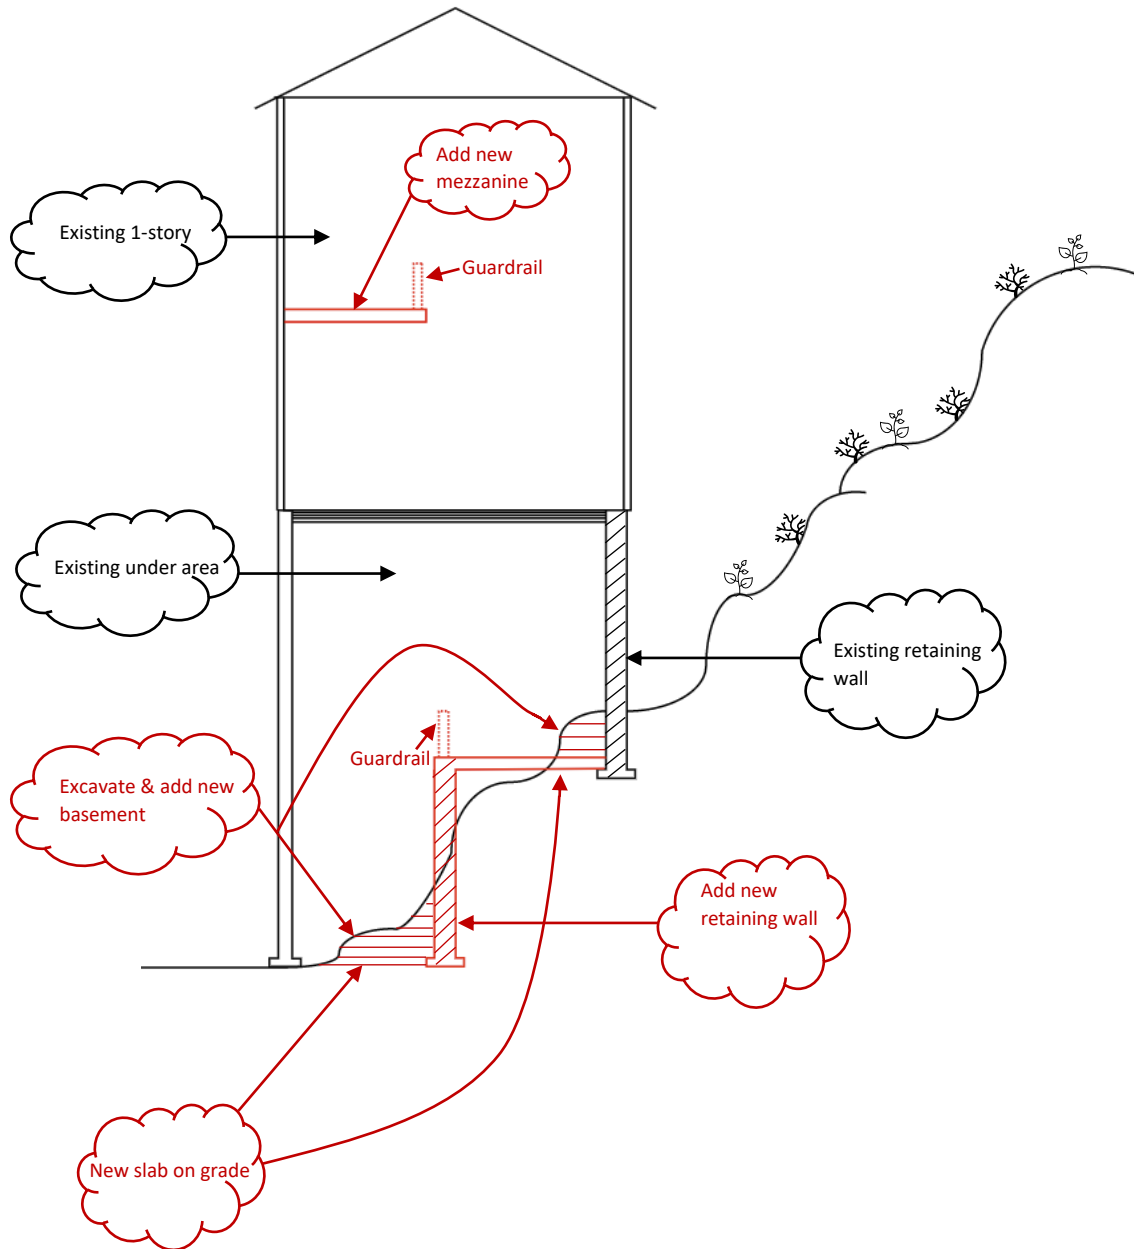 Add new
mezzanine
Existing 1-story
Guardrail
Existing under area
Existing retaining
wall
Guardrail
Excavate & add new
basement
Add new
retaining wall
New slab on grade